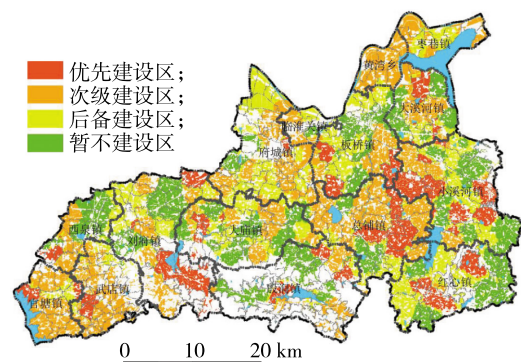 优先建设区；
次级建设区；
后备建设区；
暂不建设区
枣巷镇
黄湾乡
大溪河镇
临淮关镇
府城镇
板桥镇
小溪河镇
西泉镇
刘府镇
大庙镇
总铺镇
官塘镇
武店镇
红心镇
0 10 20 km